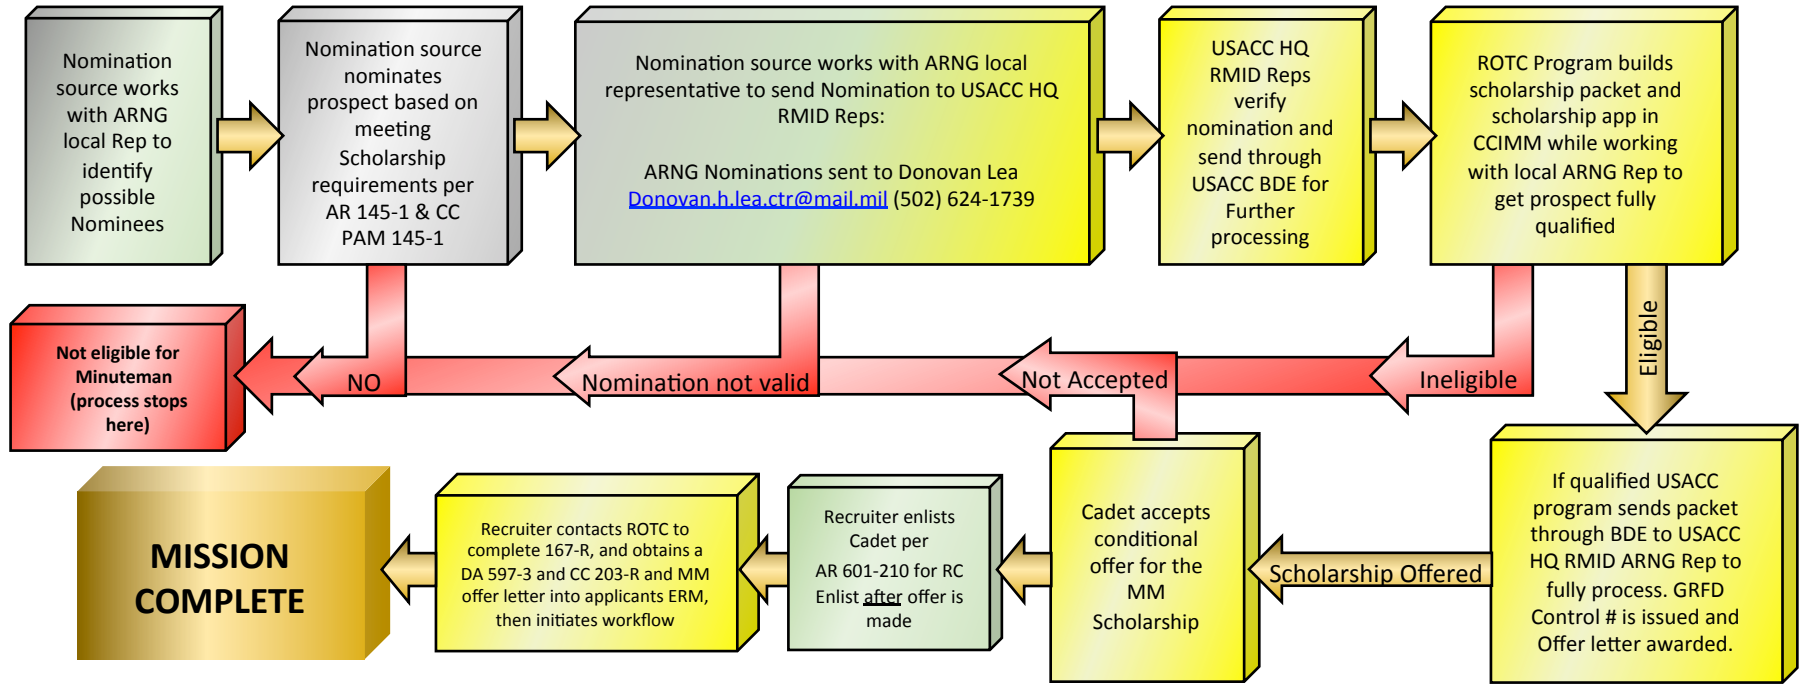 Nomination
source works
with ARNG
local Rep to
identify
possible
Nominees
Nomination source
nominates
prospect based on
meeting
Scholarship
requirements per
AR 145-1 & CC
PAM 145-1
Nomination source works with ARNG local
representative to send Nomination to USACC HQ
RMID Reps:
ARNG Nominations sent to Donovan Lea
Donovan.h.lea.ctr@mail.mil (502) 624-1739
USACC HQ
RMID Reps
verify
nomination and
send through
USACC BDE for
Further
processing
ROTC Program builds
scholarship packet and
scholarship app in
CCIMM while working
with local ARNG Rep to
get prospect fully
qualified
Not eligible for
Minuteman
(process stops
here)
NO
Nomination not valid
Not Accepted
Ineligible
Eligible
MISSION
COMPLETE
Recruiter contacts ROTC to
complete 167-R, and obtains a
DA 597-3 and CC 203-R and MM
offer letter into applicants ERM,
then initiates workflow
Recruiter enlists
Cadet per
AR 601-210 for RC
Enlist after offer is
made
Cadet accepts
conditional
offer for the
MM
Scholarship
Scholarship Offered
If qualified USACC
program sends packet
through BDE to USACC
HQ RMID ARNG Rep to
fully process. GRFD
Control # is issued and
Offer letter awarded.